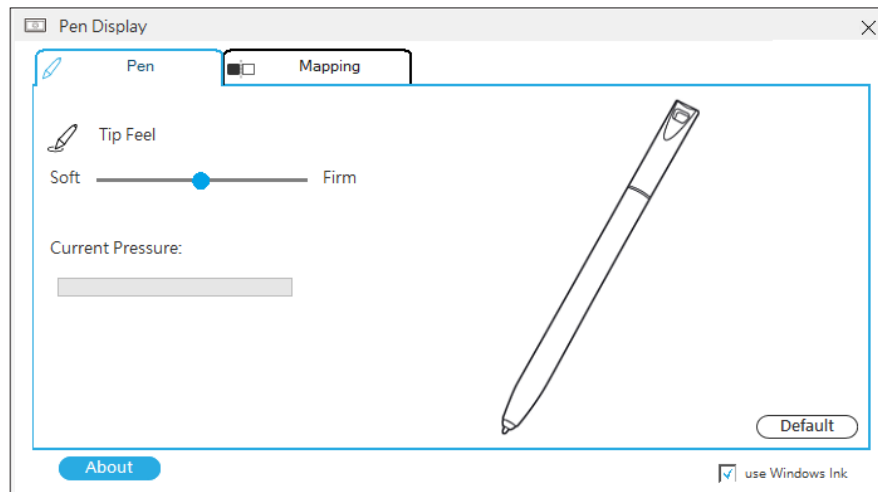 Pen Display
Pen
Mapping
Tip Feel
Soft
Firm
Current Pressure:
Default
About
use Windows Ink